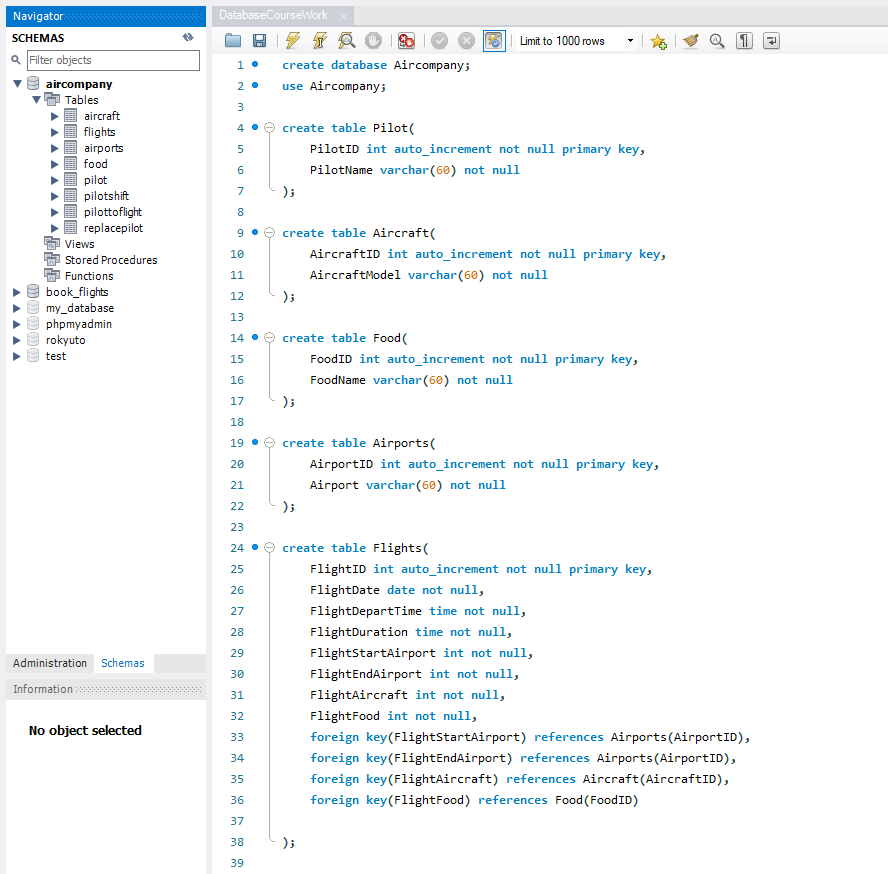 Navigator
SCHEMAS
Filter objects
aircompany
Tables
aircraft
flights
airports
food
pilot
pilotshift
pilottoflight
replacepilot
Views
Stored Procedures
Functions
book_flights
my_database
phpmyadmin
rokyuto
test
Administration Schemas
Information
No object selected
DatabaseCourseWork
Limit to 1000 rows
1 create database Aircompany;
2 use Aircompany;
3
4 create table Pilot(
5 PilotID int auto_increment not null primary key,
6 PilotName varchar(60) not null
7 );
8
9 create table Aircraft(
10 AircraftID int auto_increment not null primary key,
11 AircraftModel varchar(60) not null
12 );
13
14 create table Food(
15 FoodID int auto_increment not null primary key,
16 FoodName varchar(60) not null
17 );
18
19 create table Airports(
20 AirportID int auto_increment not null primary key,
21 Airport varchar(60) not null
22 );
23
24 create table Flights(
25 FlightID int auto_increment not null primary key,
26 FlightDate date not null,
27 FlightDepartTime time not null,
28 FlightDuration time not null,
29 FlightStartAirport int not null,
30 FlightEndAirport int not null,
31 FlightAircraft int not null,
32 FlightFood int not null,
33 foreign key(FlightStartAirport) references Airports(AirportID),
34 foreign key(FlightEndAirport) references Airports(AirportID),
35 foreign key(FlightAircraft) references Aircraft(AircraftID),
36 foreign key(FlightFood) references Food(FoodID)
37
38 );
39